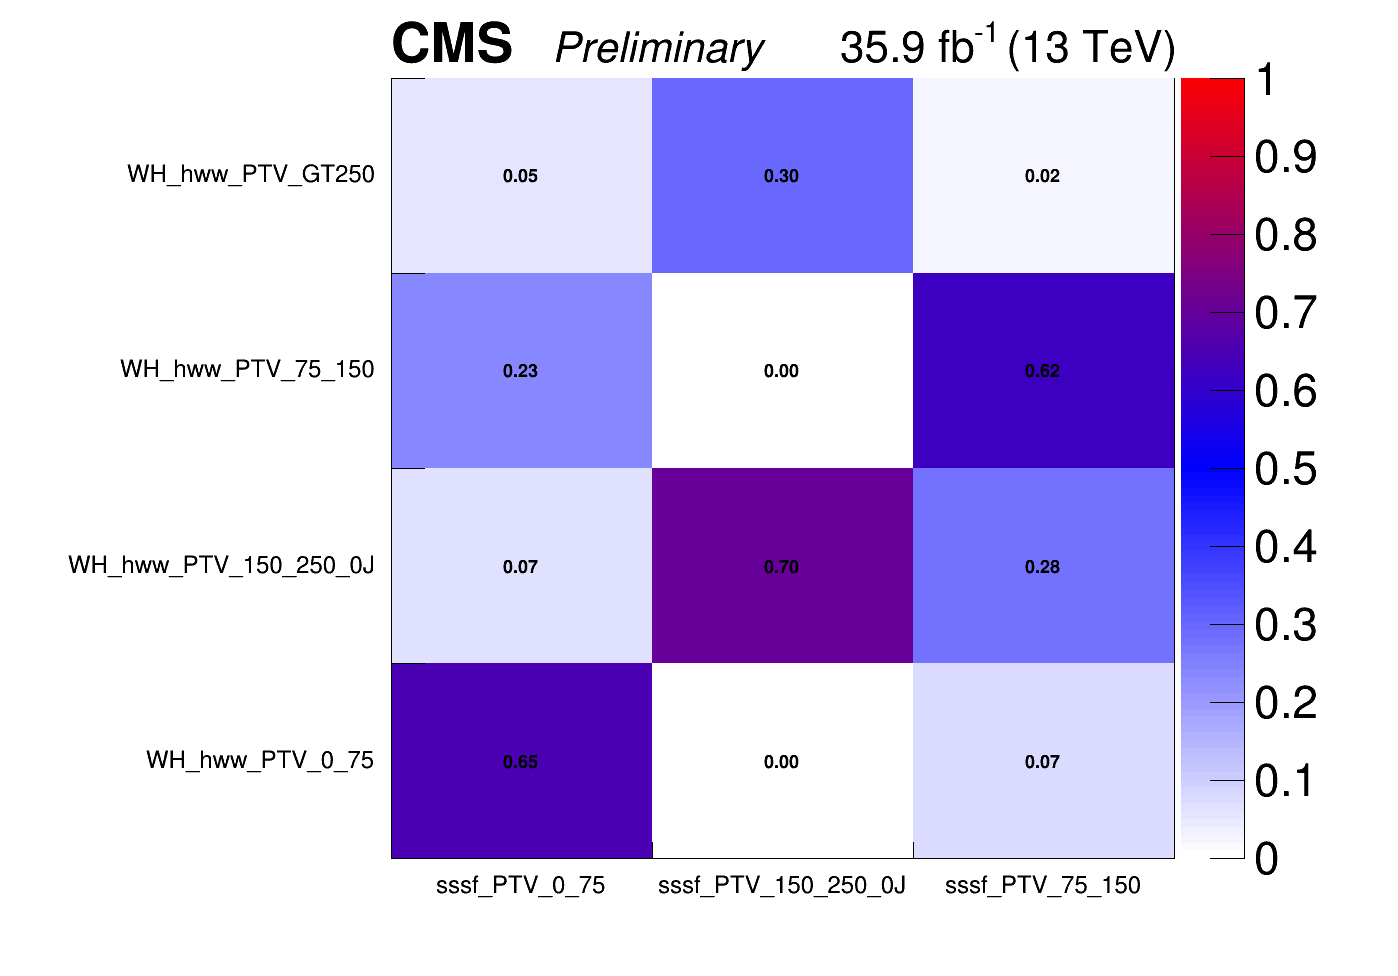 CMS Preliminary 35.9 fb-1 (13 TeV)
1
WH_hww_PTV_GT250 0.05 0.30 0.02
0.9
0.8
0.7
WH_hww_PTV_75_150 0.23 0.00 0.62
0.6
0.5
0.4
WH_hww_PTV_150_250_0J 0.07 0.70 0.28
0.3
0.2
WH_hww_PTV_0_75 0.65 0.00 0.07
0.1
0
sssf_PTV_0_75 sssf_PTV_150_250_0J sssf_PTV_75_150